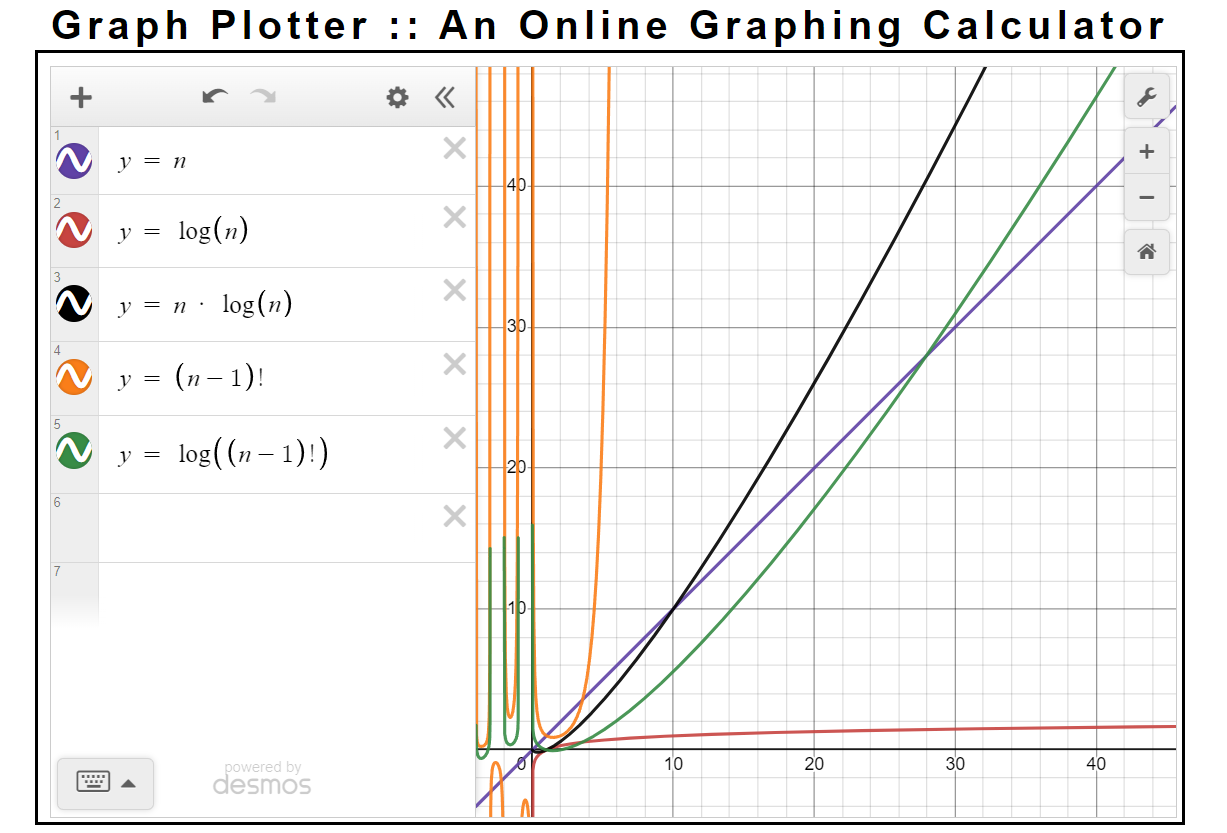 Graph Plotter :: An Online Graphing Calculator
1
y = n
2
y = log(n)
3
y = n · log(n)
4
y = (n − 1)!
5
y = log((n − 1)!)
6
7
powered by
desmos
40
30
20
10
0 10 20 30 40